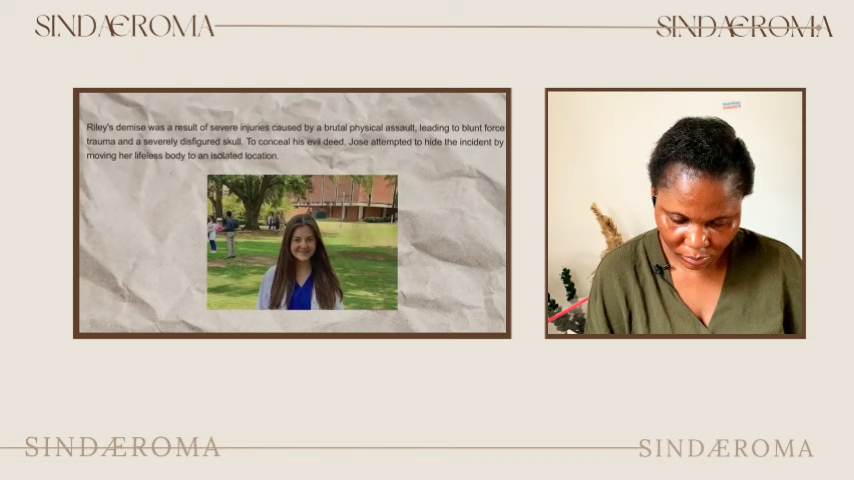 SINDÆROMA
SINDÆROMA
Riley's demise was a result of severe injuries caused by a brutal physical assault, leading to blunt force
trauma and a severely disfigured skull. To conceal his evil deed, Jose attempted to hide the incident by
moving her lifeless body to an isolated location.
SINDÆROMA
SINDÆROMA